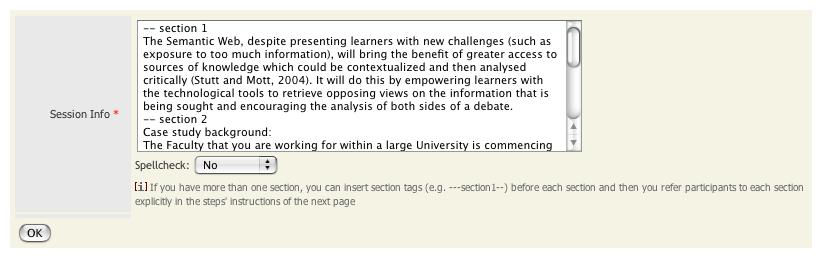 -- section 1
The Semantic Web, despite presenting learners with new challenges (such as
exposure to too much information), will bring the benefit of greater access to
sources of knowledge which could be contextualized and then analysed
critically (Stutt and Mott, 2004). It will do this by empowering learners with
the technological tools to retrieve opposing views on the information that is
being sought and encouraging the analysis of both sides of a debate.
-- section 2
Case study background:
The Faculty that you are working for within a large University is commencing
Session Info *
Spellcheck: No
[i] If you have more than one section, you can insert section tags (e.g. ---section1--) before each section and then you refer participants to each section
explicitly in the steps' instructions of the next page
OK